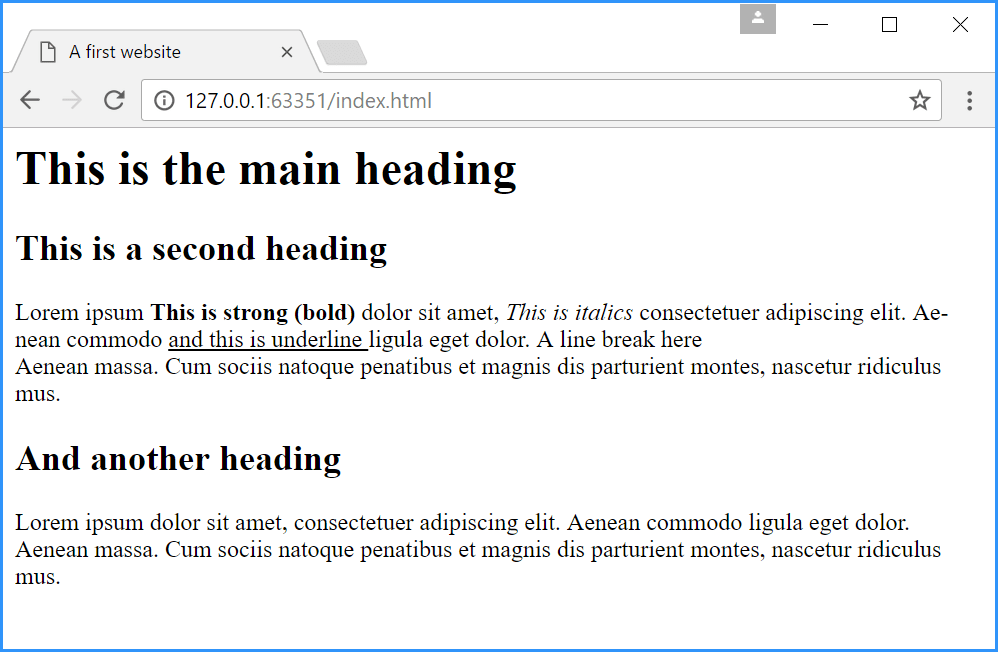 A first website
127.0.0.1:63351/index.html
This is the main heading
This is a second heading
Lorem ipsum This is strong (bold) dolor sit amet, This is italics consectetuer adipiscing elit. Ae-
nean commodo and this is underline ligula eget dolor. A line break here
Aenean massa. Cum sociis natoque penatibus et magnis dis parturient montes, nascetur ridiculus
mus.
And another heading
Lorem ipsum dolor sit amet, consectetuer adipiscing elit. Aenean commodo ligula eget dolor.
Aenean massa. Cum sociis natoque penatibus et magnis dis parturient montes, nascetur ridiculus
mus.